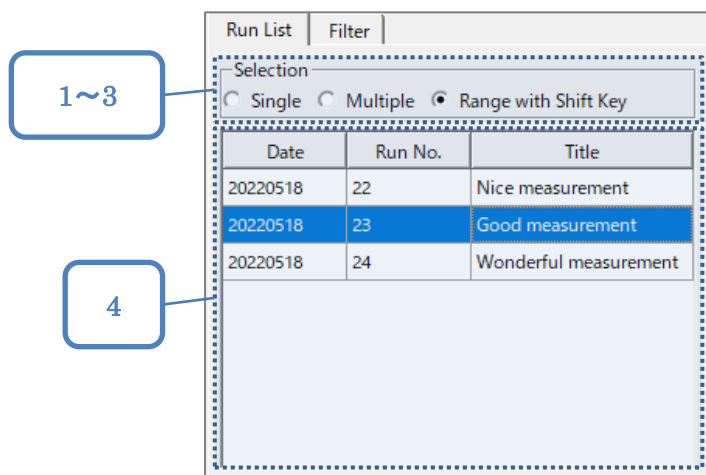 Run List Filter
Selection
1～3
Single Multiple Range with Shift Key
Date Run No. Title
20220518 22 Nice measurement
20220518 23 Good measurement
20220518 24 Wonderful measurement
4